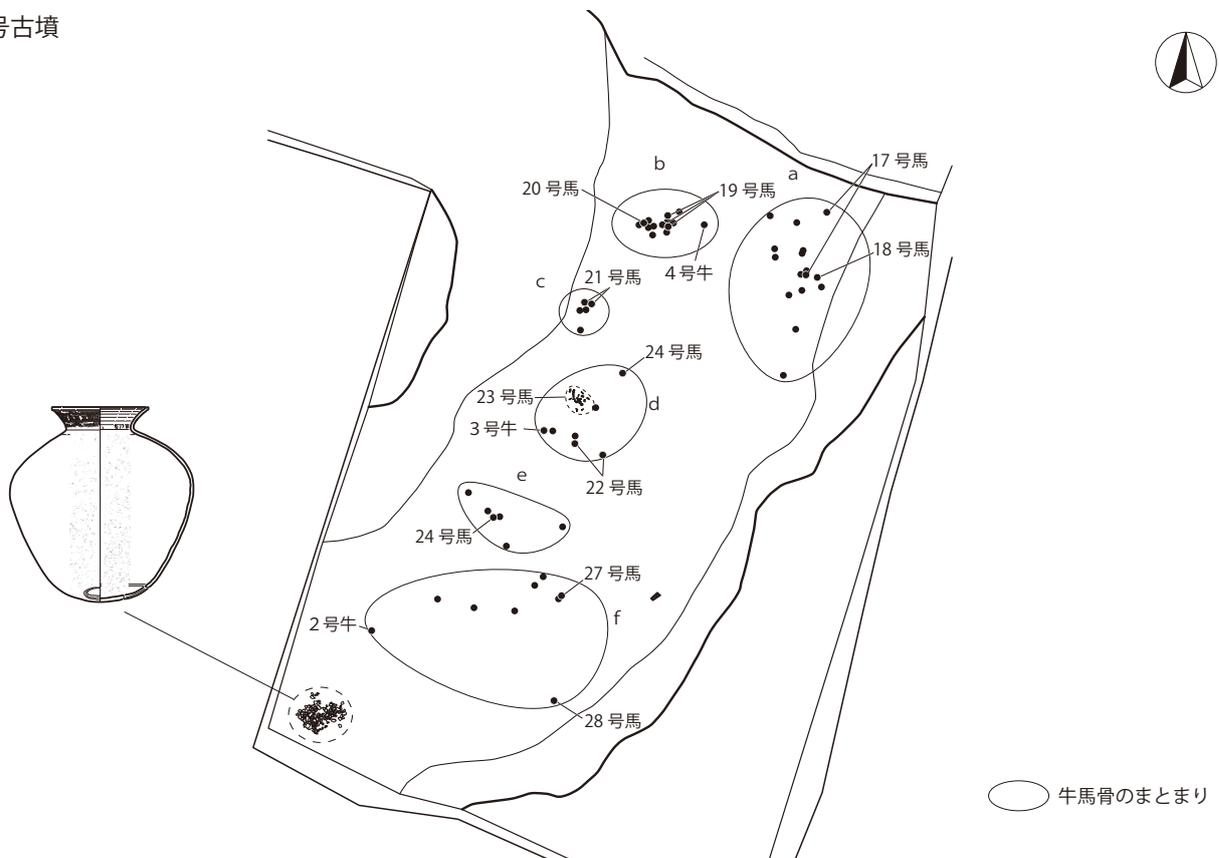 号古墳
17 号馬
b
a
20 号馬
19 号馬
18 号馬
4 号牛
21 号馬
c
24 号馬
23 号馬
d
3 号牛
22 号馬
e
24 号馬
27 号馬
f
2 号牛
28 号馬
牛馬骨のまとまり